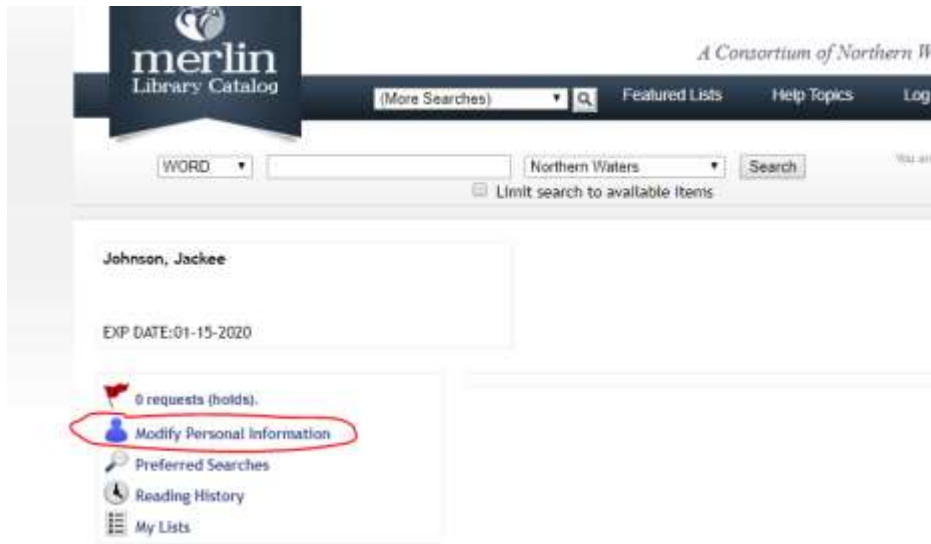 merlin
Library Catalog
A Consortium of Northern W
(More Searches)
Featured Lists
Help Topics
Log
WORD
Northern Waters
Search
You are
Limit search to available items
Johnson, Jackee
EXP DATE:01-15-2020
0 requests (holds).
Modify Personal Information
Preferred Searches
Reading History
My Lists